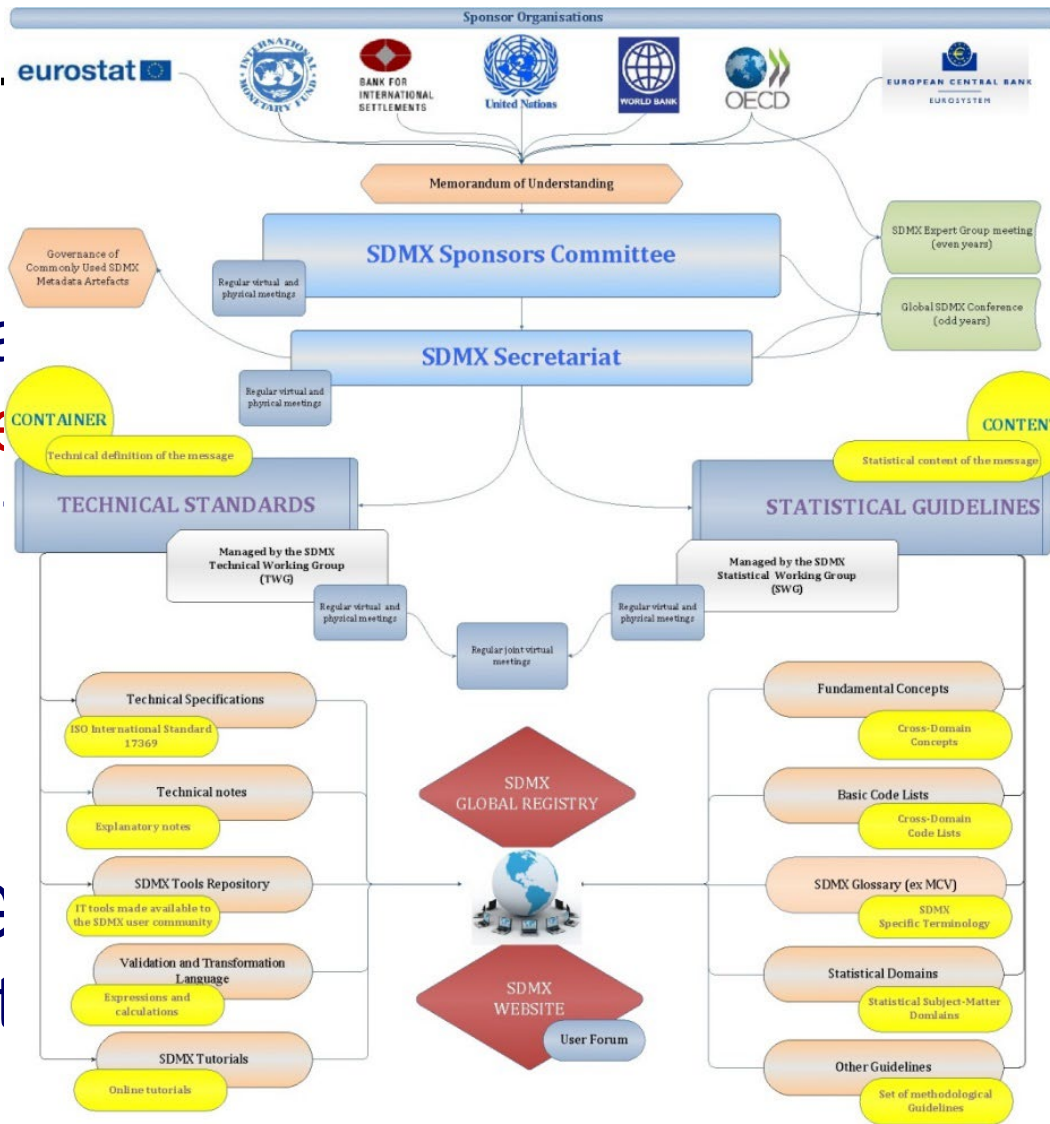 Sponsor Organisations
eurostat
INTERNATIONAL
MONETARY FUND
BANK FOR
INTERNATIONAL
SETTLEMENTS
United Nations
WORLD BANK
OECD
EUROPEAN CENTRAL BANK
EUROSYSTEM
Memorandum of Understanding
SDMX Sponsors Committee
Regular virtual and
physical meetings
Governance of
Commonly Used SDMX
Metadata Artefacts
SDMX Expert Group meeting
(even years)
Global SDMX Conference
(odd years)
SDMX Secretariat
Regular virtual and
physical meetings
CONTAINER
Technical definition of the message
TECHNICAL STANDARDS
CONTENT
Statistical content of the message
STATISTICAL GUIDELINES
Managed by the SDMX
Technical Working Group
(TWG)
Regular virtual and
physical meetings
Managed by the SDMX
Statistical Working Group
(SWG)
Regular virtual and
physical meetings
Regular joint virtual
meetings
Technical Specifications
ISO International Standard
17369
Technical notes
Explanatory notes
SDMX Tools Repository
IT tools made available to
the SDMX user community
Validation and Transformation
Language
Expressions and
calculations
SDMX Tutorials
Online tutorials
SDMX
GLOBAL REGISTRY
SDMX
WEBSITE
User Forum
Fundamental Concepts
Cross-Domain
Concepts
Basic Code Lists
Cross-Domain
Code Lists
SDMX Glossary (ex MCV)
SDMX
Specific Terminology
Statistical Domains
Statistical Subject-Matter
Domlains
Other Guidelines
Set of methodological
Guidelines